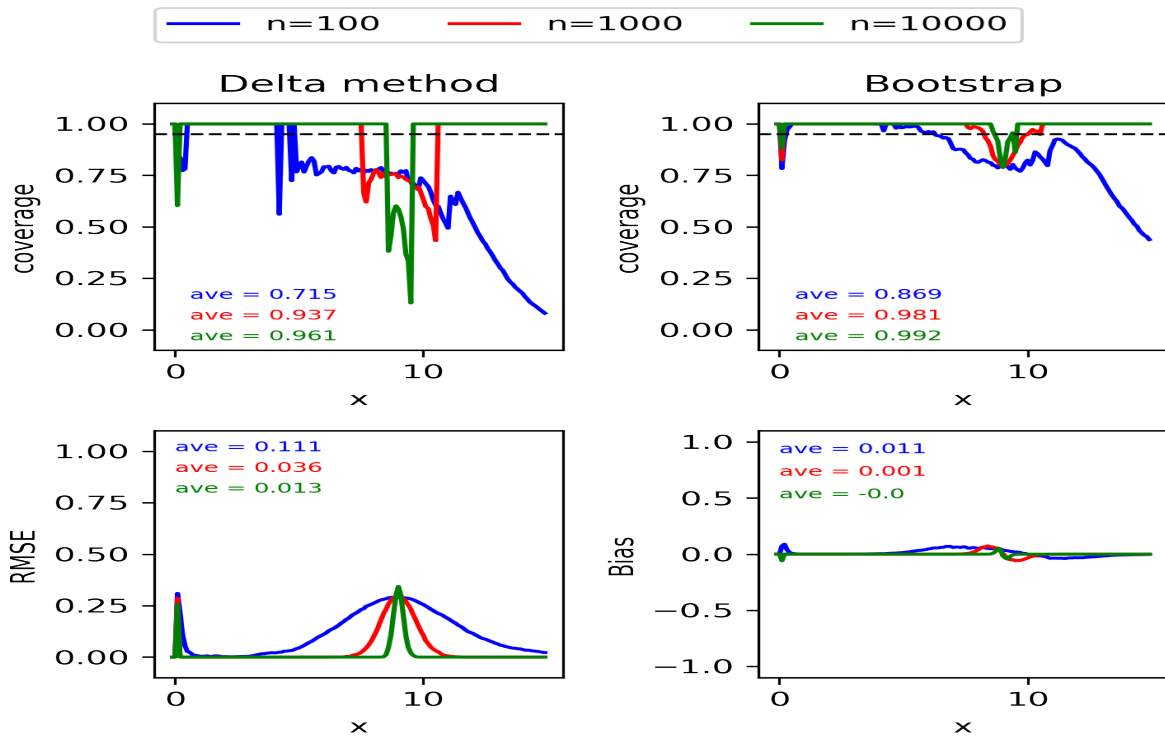 n=100 n=1000 n=10000
Delta method
1.00
0.75
0.50
0.25
0.00
coverage
ave = 0.715
ave = 0.937
ave = 0.961
0 10
x
Bootstrap
1.00
0.75
0.50
0.25
0.00
coverage
ave = 0.869
ave = 0.981
ave = 0.992
0 10
x
1.00
0.75
0.50
0.25
0.00
RMSE
ave = 0.111
ave = 0.036
ave = 0.013
0 10
x
1.0
0.5
0.0
−0.5
−1.0
Bias
ave = 0.011
ave = 0.001
ave = -0.0
0 10
x